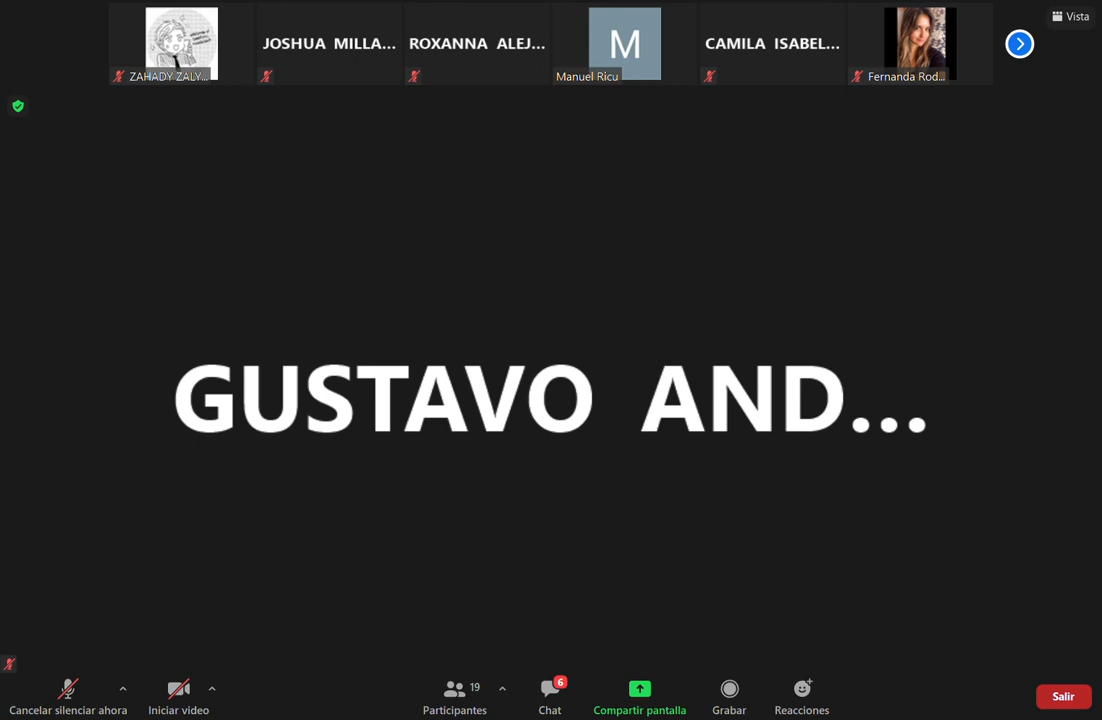 Vista
JOSHUA MILLA...
ROXANNA ALEJ...
M
CAMILA ISABEL...
ZAHADY ZALY...
Manuel Ricu
Fernanda Rod...
GUSTAVO AND...
19
6
Cancelar silenciar ahora
Iniciar video
Participantes
Chat
Compartir pantalla
Grabar
Reacciones
Salir